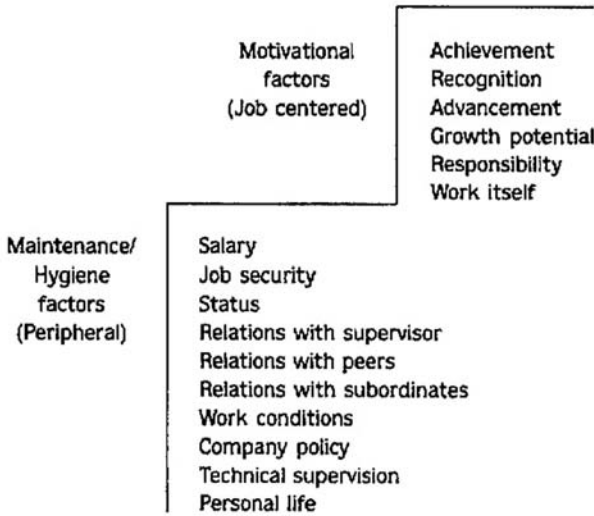 Motivational
factors
(Job centered)
Achievement
Recognition
Advancement
Growth potential
Responsibility
Work itself
Maintenance/
Hygiene
factors
(Peripheral)
Salary
Job security
Status
Relations with supervisor
Relations with peers
Relations with subordinates
Work conditions
Company policy
Technical supervision
Personal life